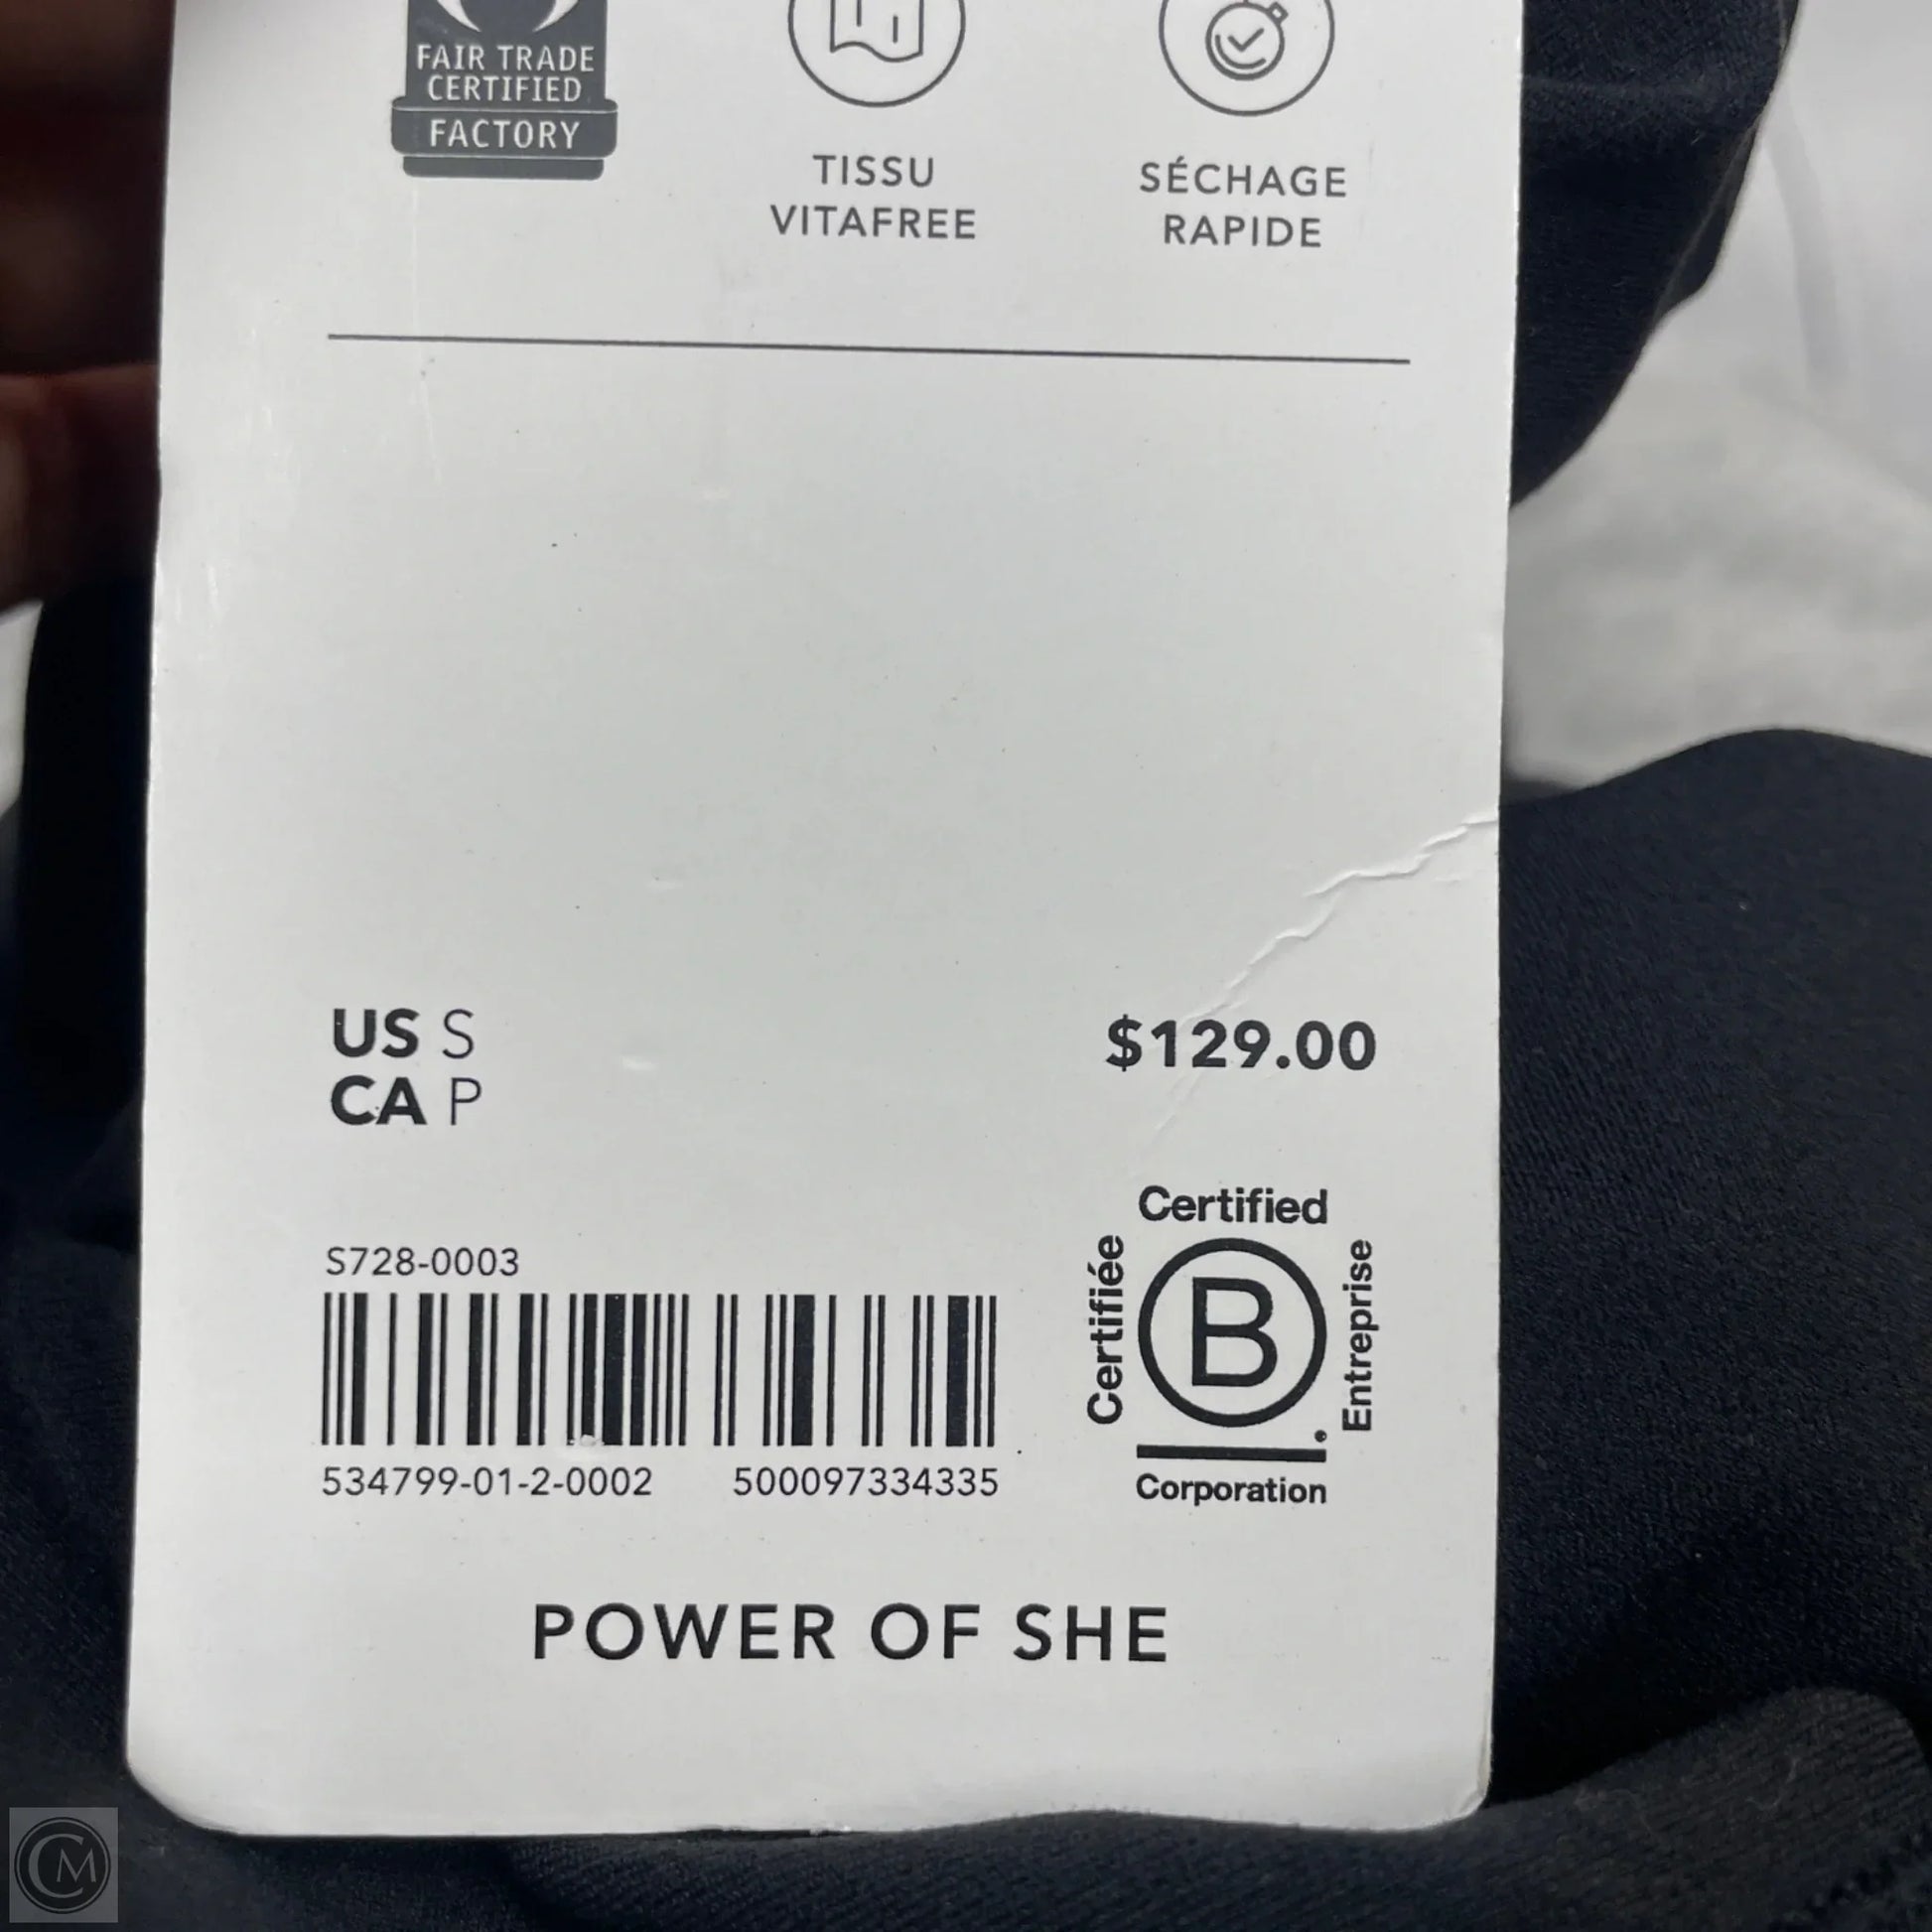 FAIR TRADE
CERTIFIED
FACTORY
TISSU
VITAFREE
SÉCHAGE
RAPIDE
US S
CA P
$129.00
S728-0003
534799-01-2-0002 500097334335
Certified
Certifiée
B
Entreprise
Corporation
POWER OF SHE
CM